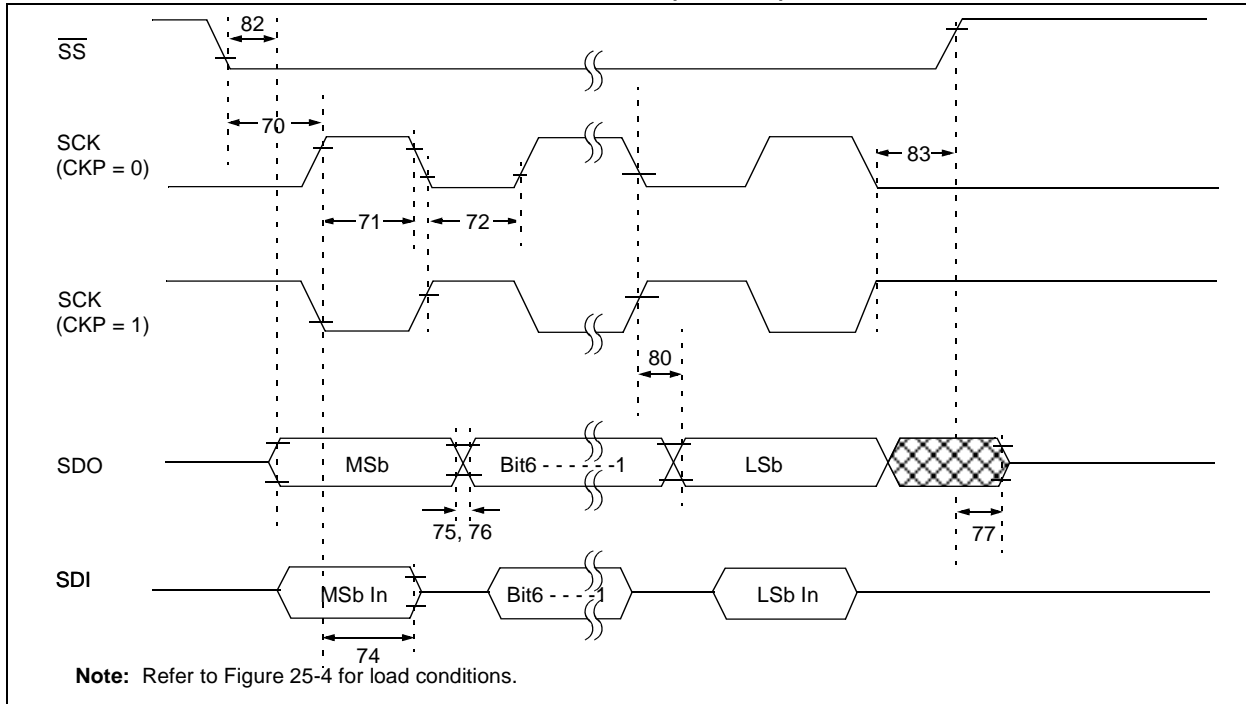 82
SS
70
SCK
(CKP = 0)
83
71
72
SCK
(CKP = 1)
80
SDO
MSb
Bit6 - - - - - -1
LSb
75, 76
77
SDI
MSb In
Bit6 - - - -1
LSb In
74
Note: Refer to Figure 25-4 for load conditions.